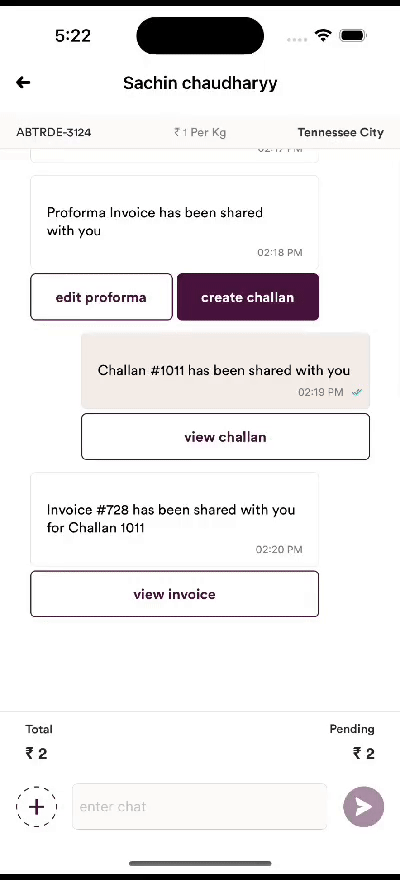 5:22
Sachin chaudharyy
ABTRDE-3124
₹ 1 Per Kg
Tennessee City
02:17 PM
Proforma Invoice has been shared
with you
02:18 PM
edit proforma
create challan
Challan #1011 has been shared with you
02:19 PM
view challan
Invoice #728 has been shared with you
for Challan 1011
02:20 PM
view invoice
Total
Pending
₹ 2
₹ 2
enter chat